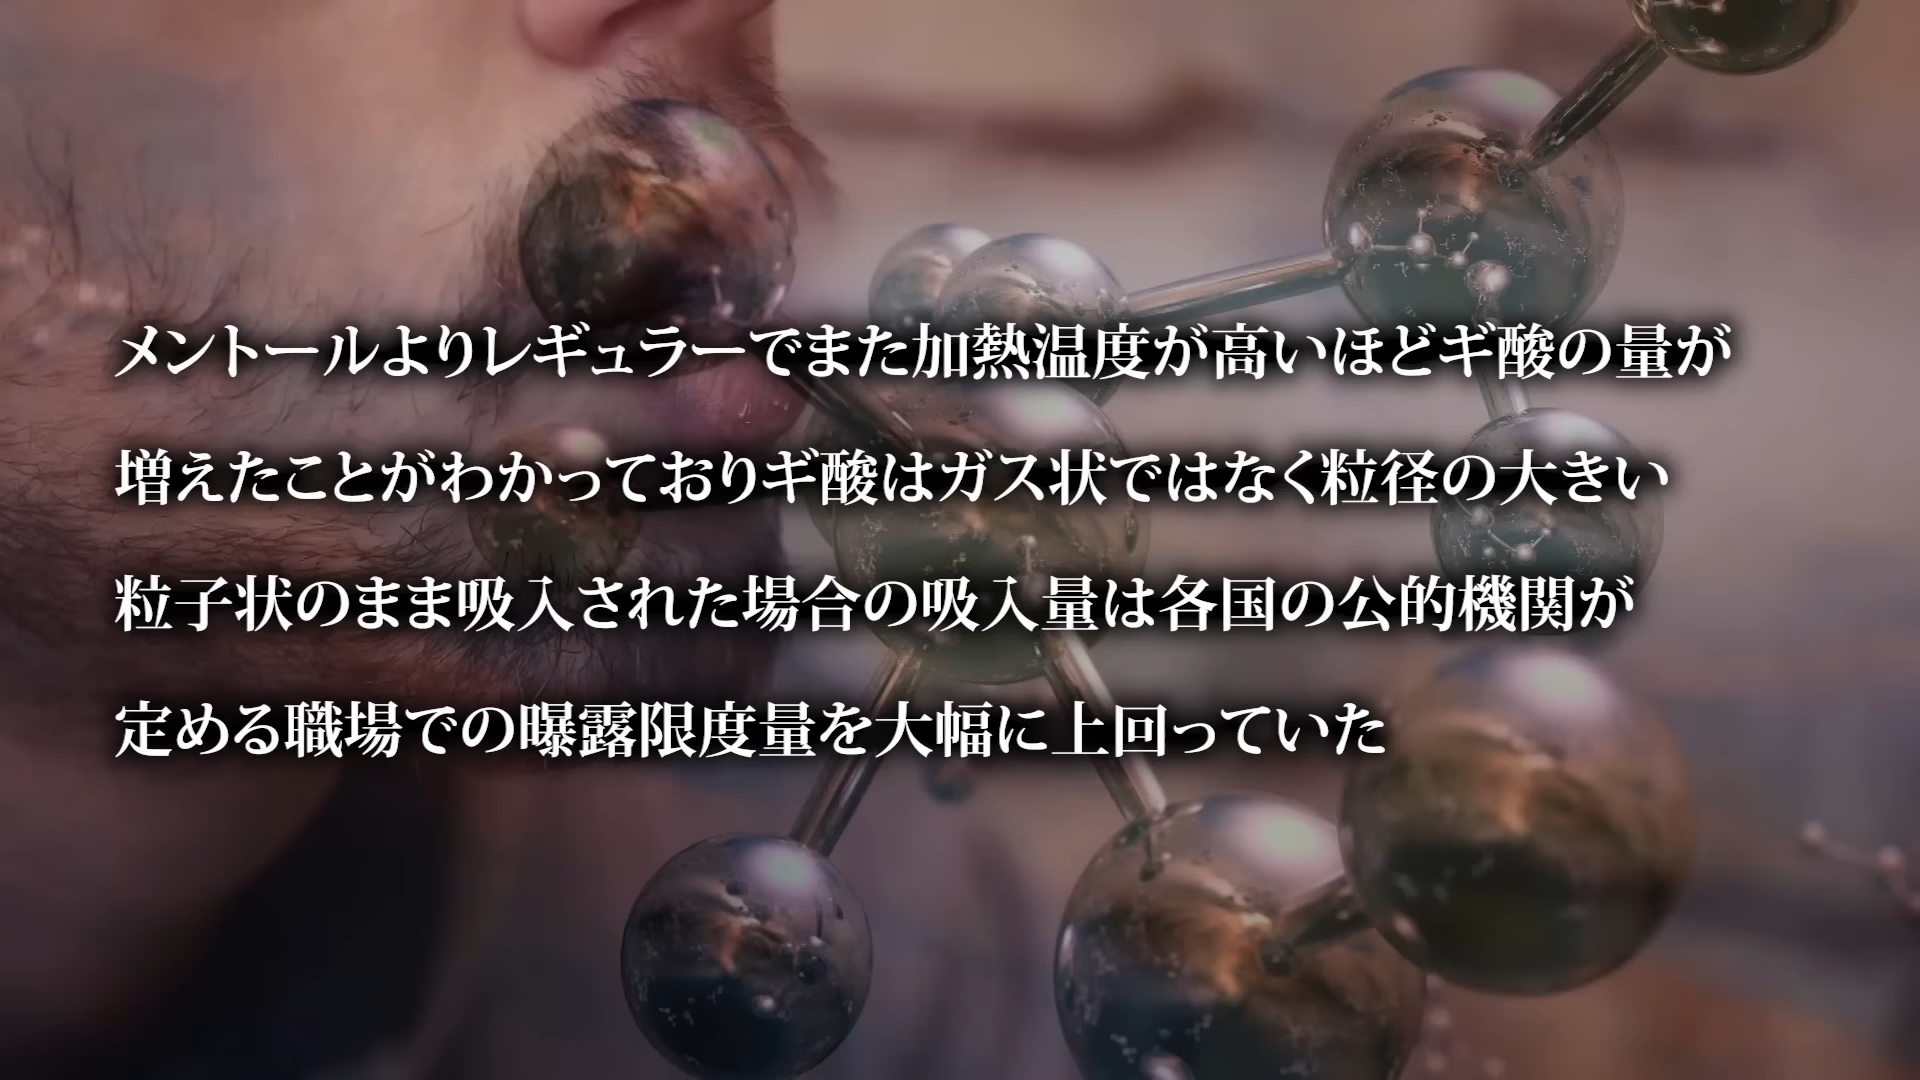 メントールよりレギュラーでまた加熱温度が高いほどギ酸の量が
増えたことがわかっておりギ酸はガス状ではなく粒径の大きい
粒子状のまま吸入された場合の吸入量は各国の公的機関が
定める職場での曝露限度量を大幅に上回っていた